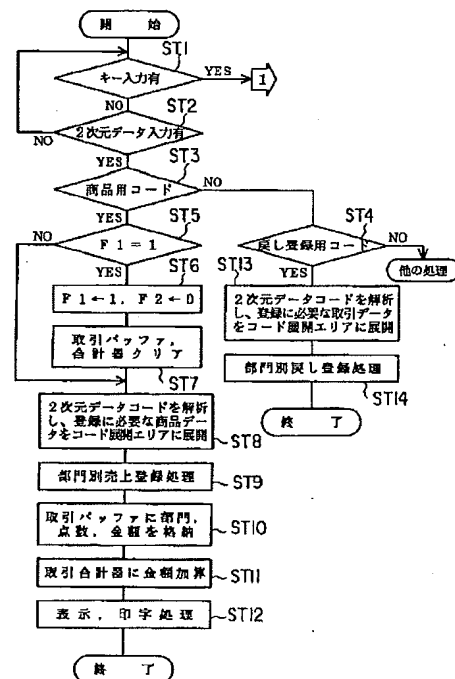 開 始
ST1
キー入力有
YES
1
NO
ST2
2次元データ入力有
NO
YES
ST3
商品用コード
NO
YES
ST5
F1=1
YES
ST6
F1←1, F2←0
取引バッファ,
合計器クリア
ST7
2次元データコードを解析
し、登録に必要な商品デー
タをコード展開エリアに展開
ST8
部門別売上登録処理
ST9
取引バッファに部門,
点数, 金額を格納
ST10
取引合計器に金額加算
ST11
表示, 印字処理
ST12
終 了
ST4
戻し登録用コード
NO
他の処理
ST13
YES
2次元データコードを解析
し、登録に必要な取引データ
をコード展開エリアに展開
部門別戻し登録処理
ST14
終 了